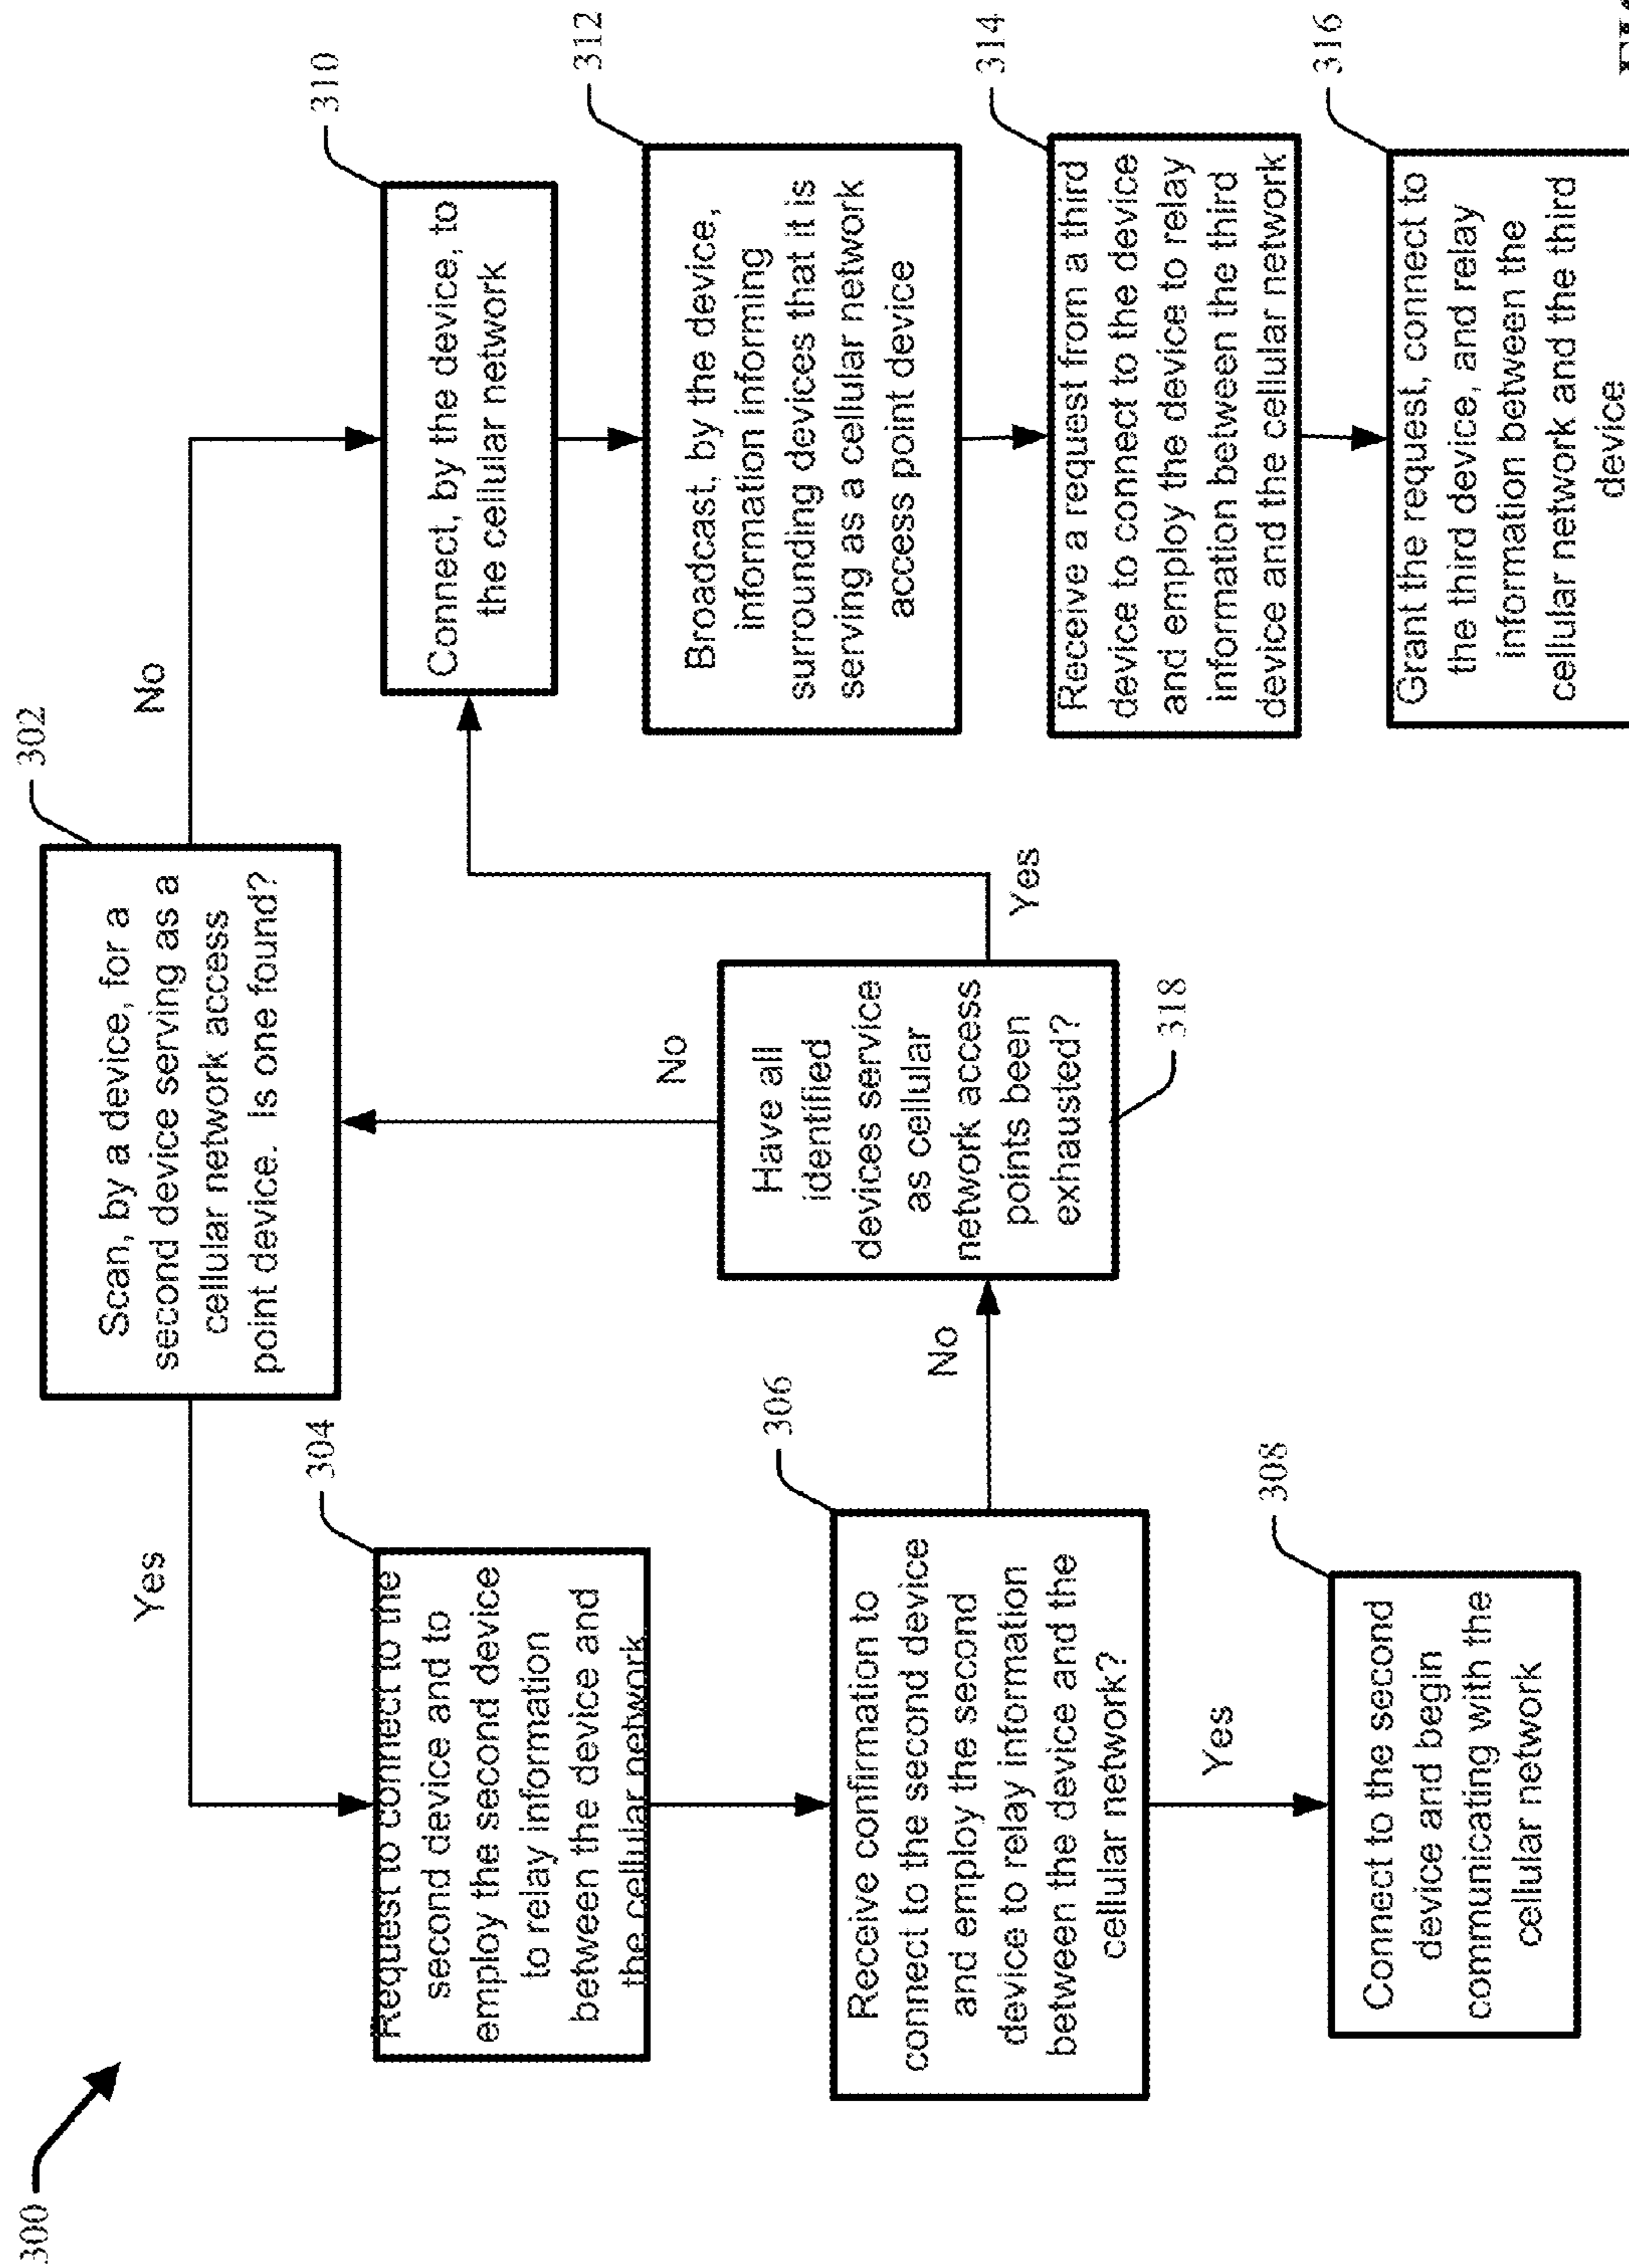 300
302
Scan, by a device, for a
second device serving as a
cellular network access
point device. Is one found?
Yes
No
304
Request to connect to the
second device and to
employ the second device
to relay information
between the device and
the cellular network
310
Connect, by the device, to
the cellular network
306
Receive confirmation to
connect to the second device
and employ the second
device to relay information
between the device and the
cellular network?
No
Yes
Have all
identified
devices service
as cellular
network access
points been
exhausted?
318
No
Yes
312
Broadcast, by the device,
information informing
surrounding devices that it is
serving as a cellular network
access point device
308
Connect to the second
device and begin
communicating with the
cellular network
314
Receive a request from a third
device to connect to the device
and employ the device to relay
information between the third
device and the cellular network
316
Grant the request, connect to
the third device, and relay
information between the
cellular network and the third
device